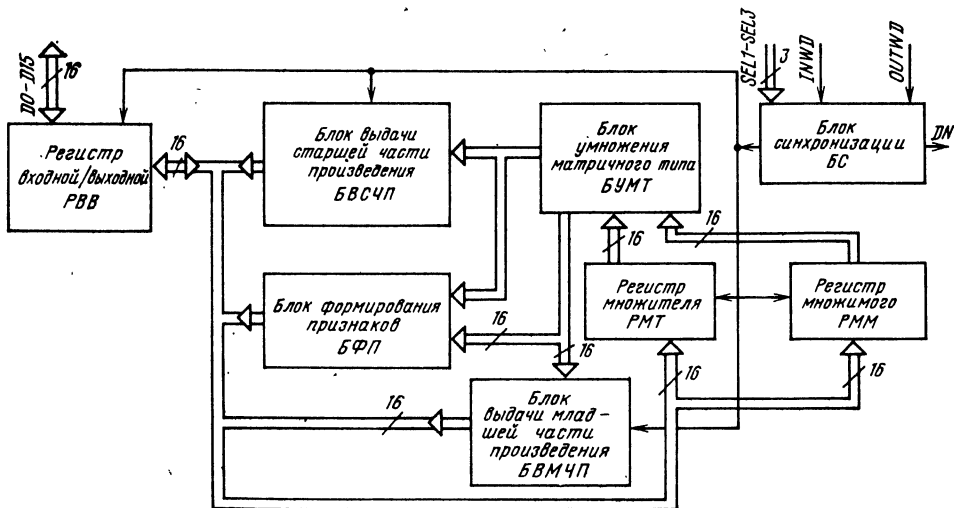 SEL1-SEL3
3
INWD
OUTWD
D0-D15
16
DN
Регистр
входной/выходной
РВВ
16
Блок выдачи
старшей части
произведения
БВСЧП
Блок
умножения
матричного типа
БУМТ
Блок
синхронизации
БС
16
16
Блок формирования
признаков
БФП
16
16
Регистр
множителя
РМТ
Регистр
множимого
РММ
16
16
16
Блок
выдачи млад-
шей части
произведения
БВМЧП